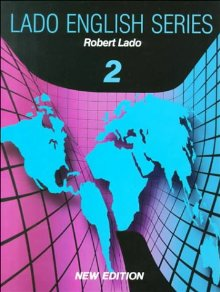 LADO ENGLISH SERIES
Robert Lado
2
NEW EDITION